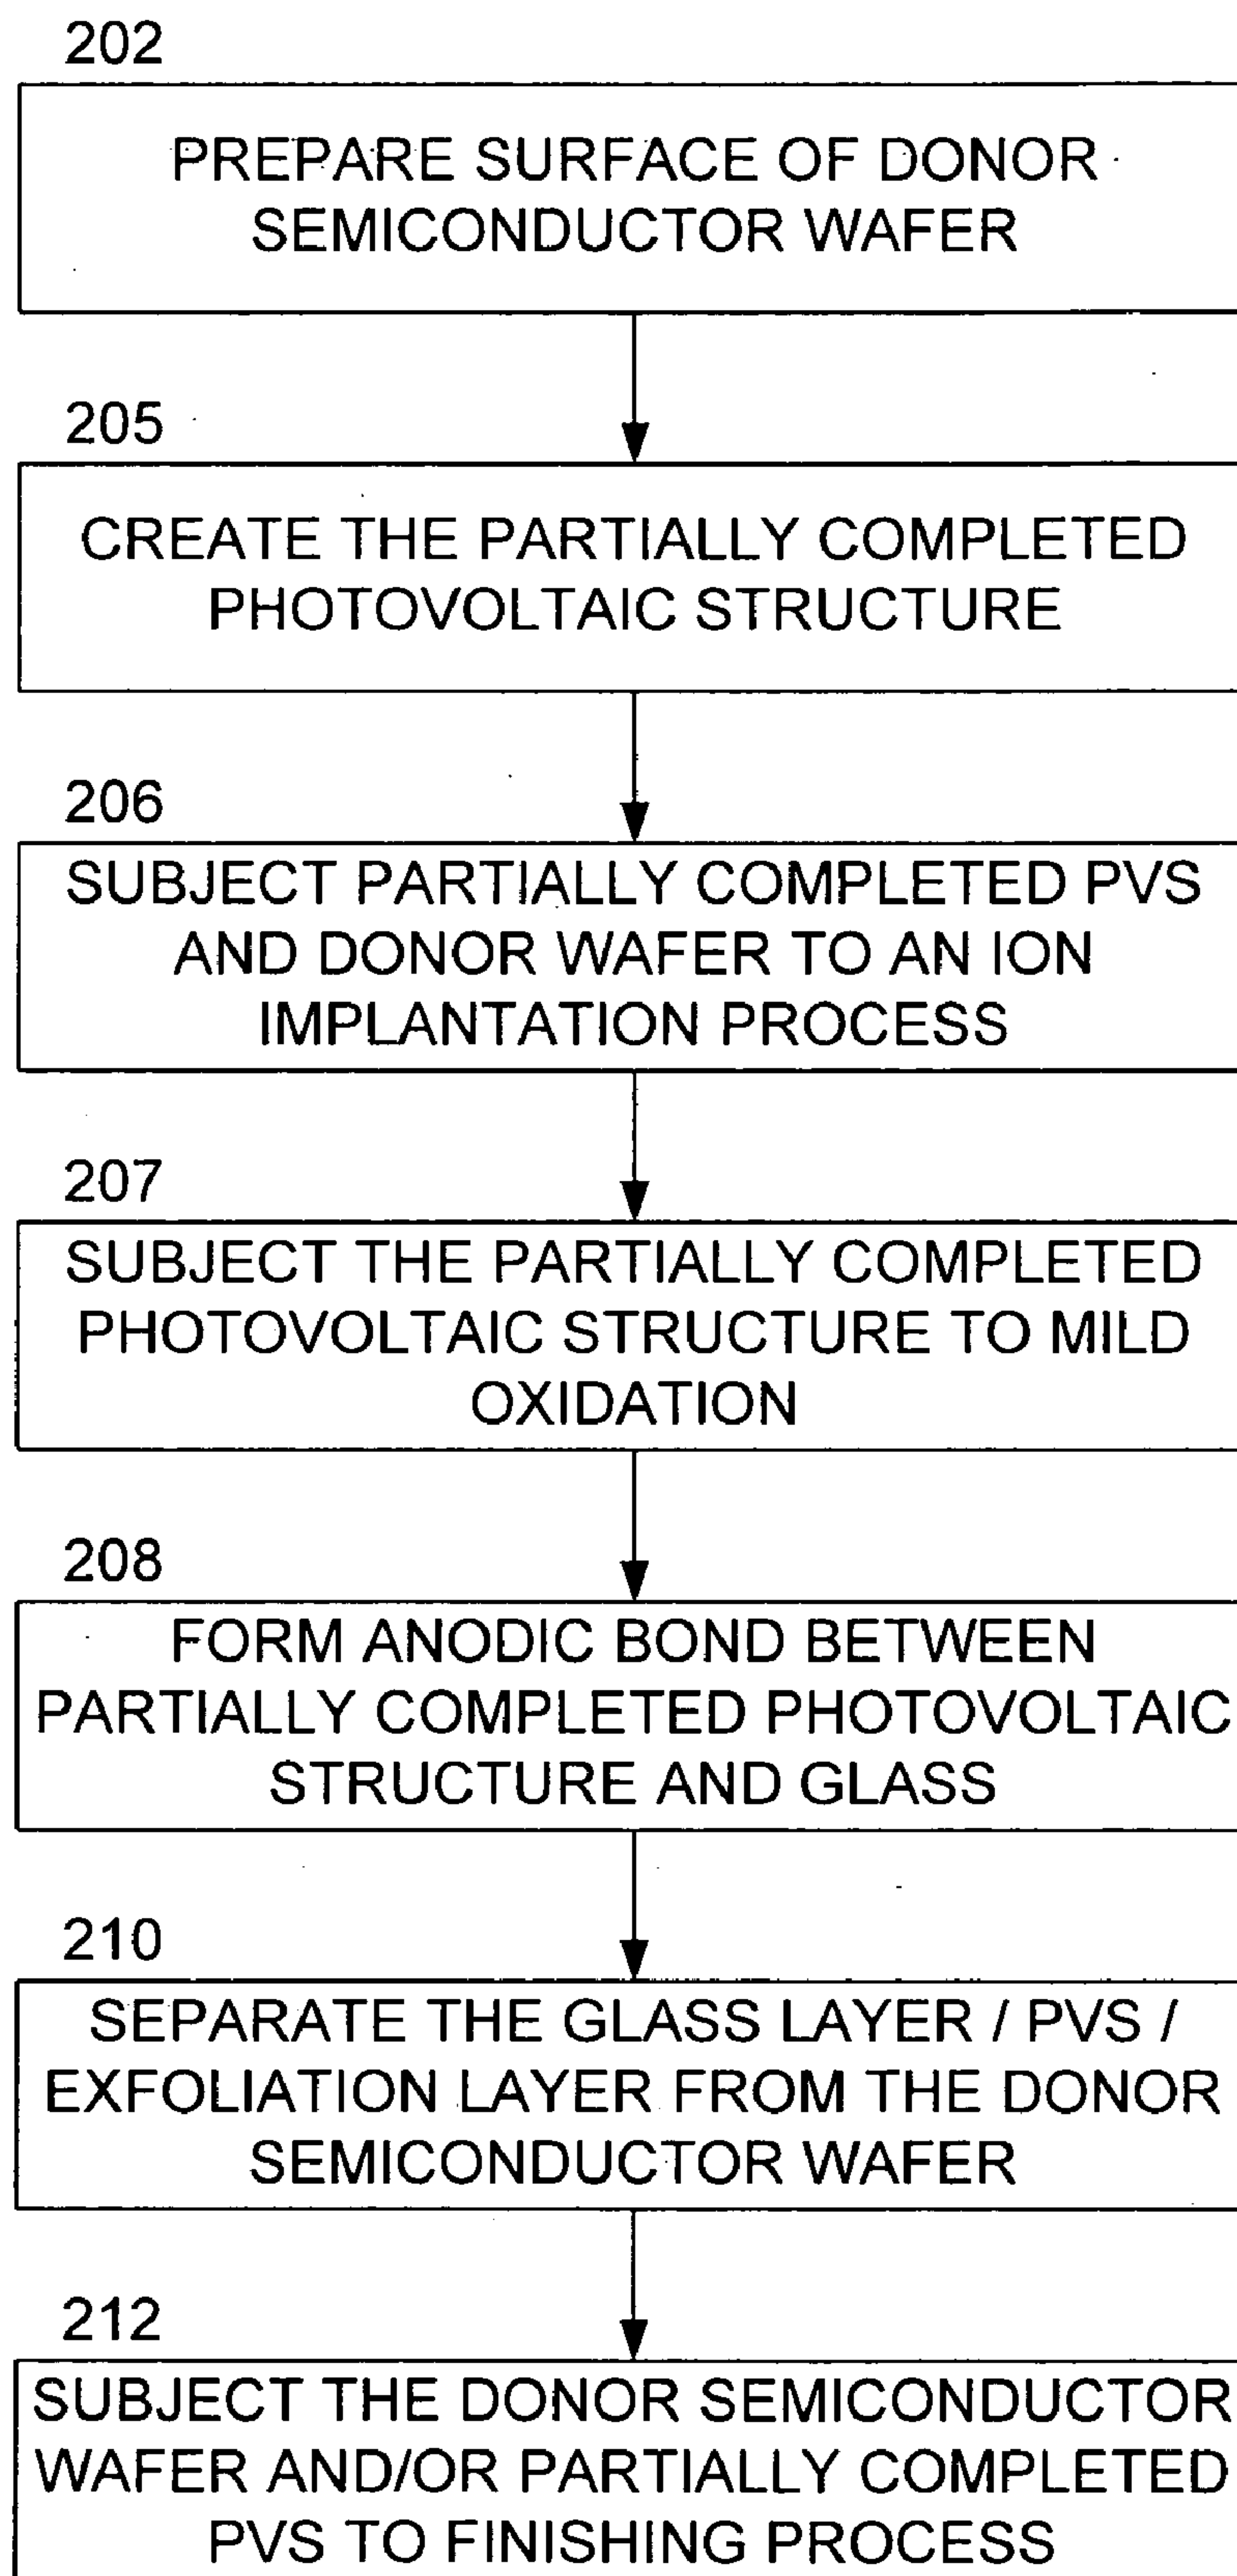 202
PREPARE SURFACE OF DONOR
SEMICONDUCTOR WAFER
205
CREATE THE PARTIALLY COMPLETED
PHOTOVOLTAIC STRUCTURE
206
SUBJECT PARTIALLY COMPLETED PVS
AND DONOR WAFER TO AN ION
IMPLANTATION PROCESS
207
SUBJECT THE PARTIALLY COMPLETED
PHOTOVOLTAIC STRUCTURE TO MILD
OXIDATION
208
FORM ANODIC BOND BETWEEN
PARTIALLY COMPLETED PHOTOVOLTAIC
STRUCTURE AND GLASS
210
SEPARATE THE GLASS LAYER / PVS /
EXFOLIATION LAYER FROM THE DONOR
SEMICONDUCTOR WAFER
212
SUBJECT THE DONOR SEMICONDUCTOR
WAFER AND/OR PARTIALLY COMPLETED
PVS TO FINISHING PROCESS